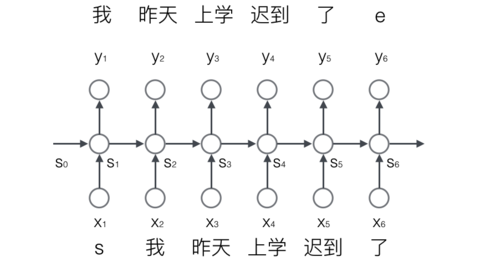 我 昨天 上学 迟到 了 e
y₁ y₂ y₃ y₄ y₅ y₆
S₀ S₁ S₂ S₃ S₄ S₅ S₆
x₁ x₂ x₃ x₄ x₅ x₆
s 我 昨天 上学 迟到 了